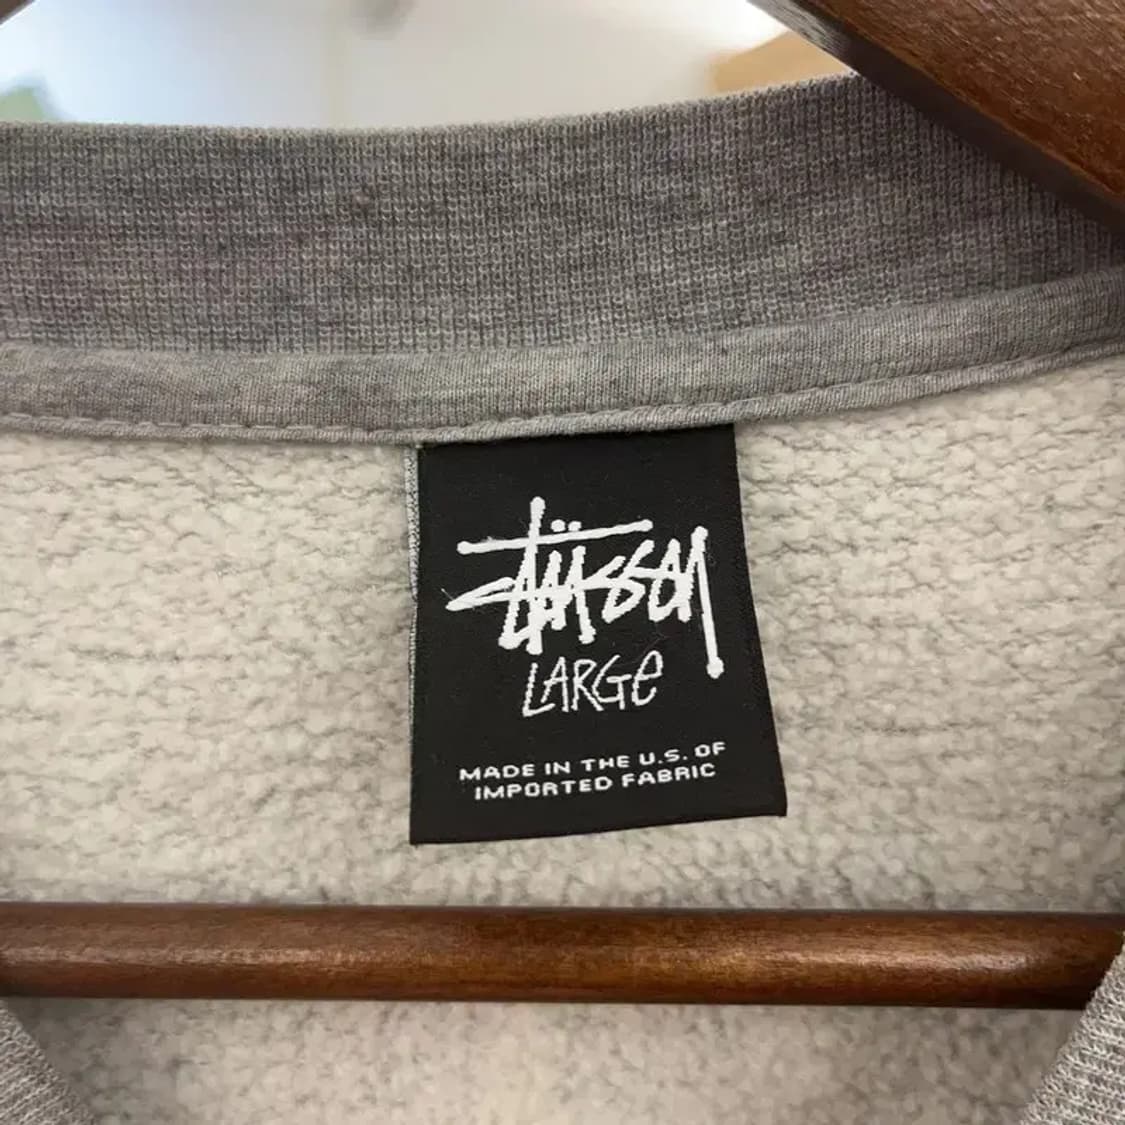 Stüssy
LARGE
MADE IN THE U.S. OF
IMPORTED FABRIC